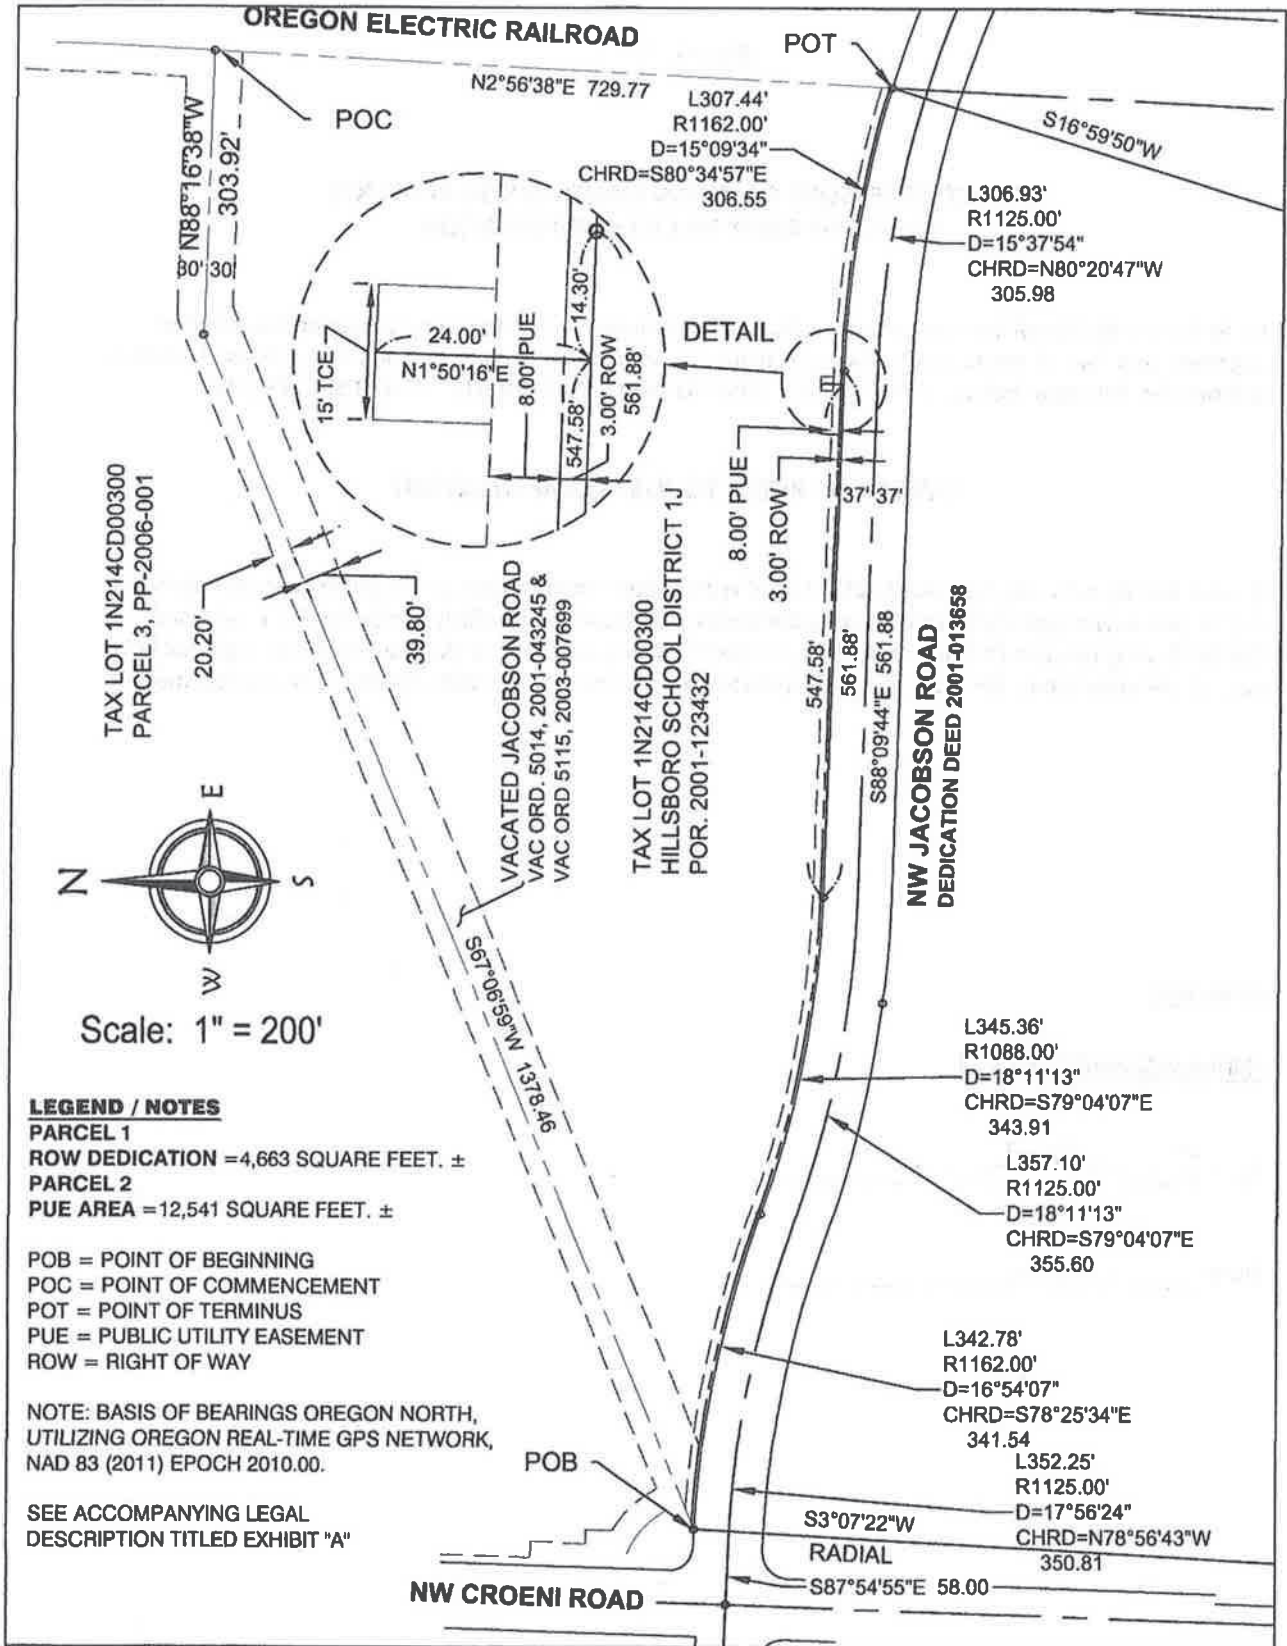 OREGON ELECTRIC RAILROAD
POT
N2°56'38"E 729.77
POC
N88°16'38"W
303.92'
30' 30'
L307.44'
R1162.00'
D=15°09'34"
CHRD=S80°34'57"E
306.55
S16°59'50"W
L306.93'
R1125.00'
D=15°37'54"
CHRD=N80°20'47"W
305.98
15' TCE
24.00'
N1°50'16"E
8.00' PUE
14.30'
547.58'
3.00' ROW
561.88'
DETAIL
8.00' PUE
3.00' ROW
37' 37'
TAX LOT 1N214CD00300
PARCEL 3, PP-2006-001
20.20'
39.80'
VACATED JACOBSON ROAD
VAC ORD. 5014, 2001-043245 &
VAC ORD 5115, 2003-007699
TAX LOT 1N214CD00300
HILLSBORO SCHOOL DISTRICT 1J
POR. 2001-123432
547.58'
561.88'
S88°09'44"E 561.88
NW JACOBSON ROAD
DEDICATION DEED 2001-013658
N
E
S
W
Scale: 1" = 200'
S67°06'59"W 1378.46
L345.36'
R1088.00'
D=18°11'13"
CHRD=S79°04'07"E
343.91
L357.10'
R1125.00'
D=18°11'13"
CHRD=S79°04'07"E
355.60
LEGEND / NOTES
PARCEL 1
ROW DEDICATION =4,663 SQUARE FEET. ±
PARCEL 2
PUE AREA =12,541 SQUARE FEET. ±
POB = POINT OF BEGINNING
POC = POINT OF COMMENCEMENT
POT = POINT OF TERMINUS
PUE = PUBLIC UTILITY EASEMENT
ROW = RIGHT OF WAY
NOTE: BASIS OF BEARINGS OREGON NORTH,
UTILIZING OREGON REAL-TIME GPS NETWORK,
NAD 83 (2011) EPOCH 2010.00.
SEE ACCOMPANYING LEGAL
DESCRIPTION TITLED EXHIBIT "A"
L342.78'
R1162.00'
D=16°54'07"
CHRD=S78°25'34"E
341.54
L352.25'
R1125.00'
D=17°56'24"
CHRD=N78°56'43"W
350.81
POB
S3°07'22"W
RADIAL
S87°54'55"E 58.00
NW CROENI ROAD